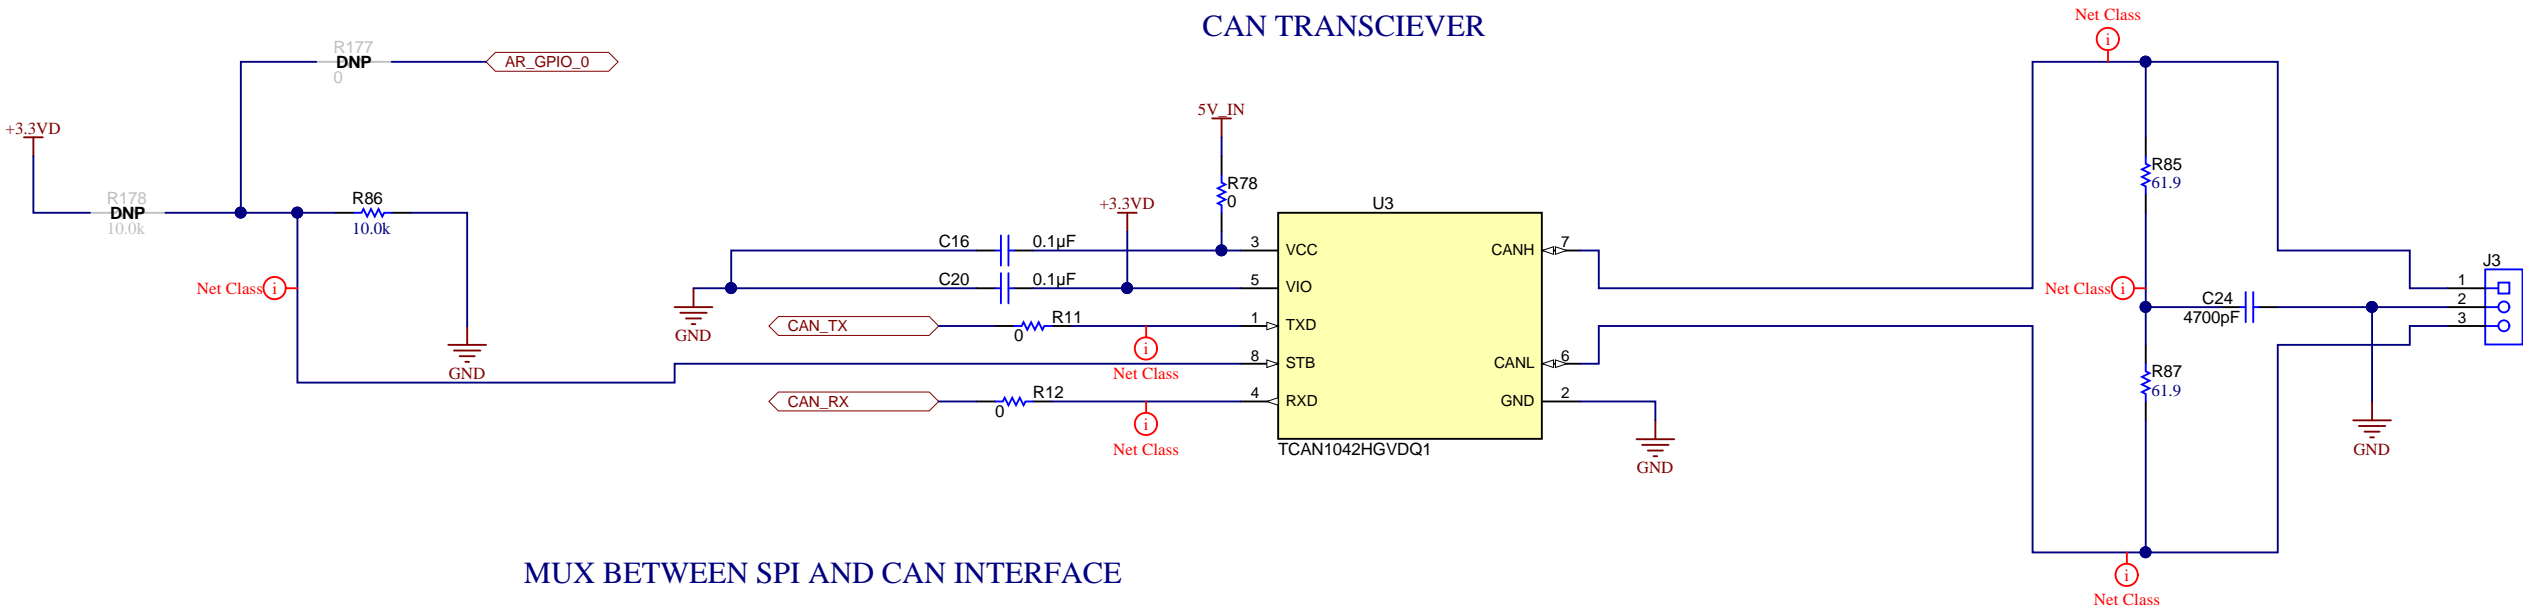 CAN TRANSCIEVER
Net Class
i
R177
DNP
0
AR_GPIO_0
+3.3VD
R178
DNP
10.0k
R86
10.0k
Net Class
i
GND
5V_IN
R78
0
+3.3VD
C16
0.1µF
C20
0.1µF
GND
CAN_TX
R11
0
i
Net Class
CAN_RX
R12
0
i
Net Class
U3
3
VCC
5
VIO
1
TXD
8
STB
4
RXD
CANH
7
CANL
6
GND
2
TCAN1042HGVDQ1
GND
R85
61.9
Net Class
i
C24
4700pF
R87
61.9
J3
1
2
3
GND
i
Net Class
MUX BETWEEN SPI AND CAN INTERFACE